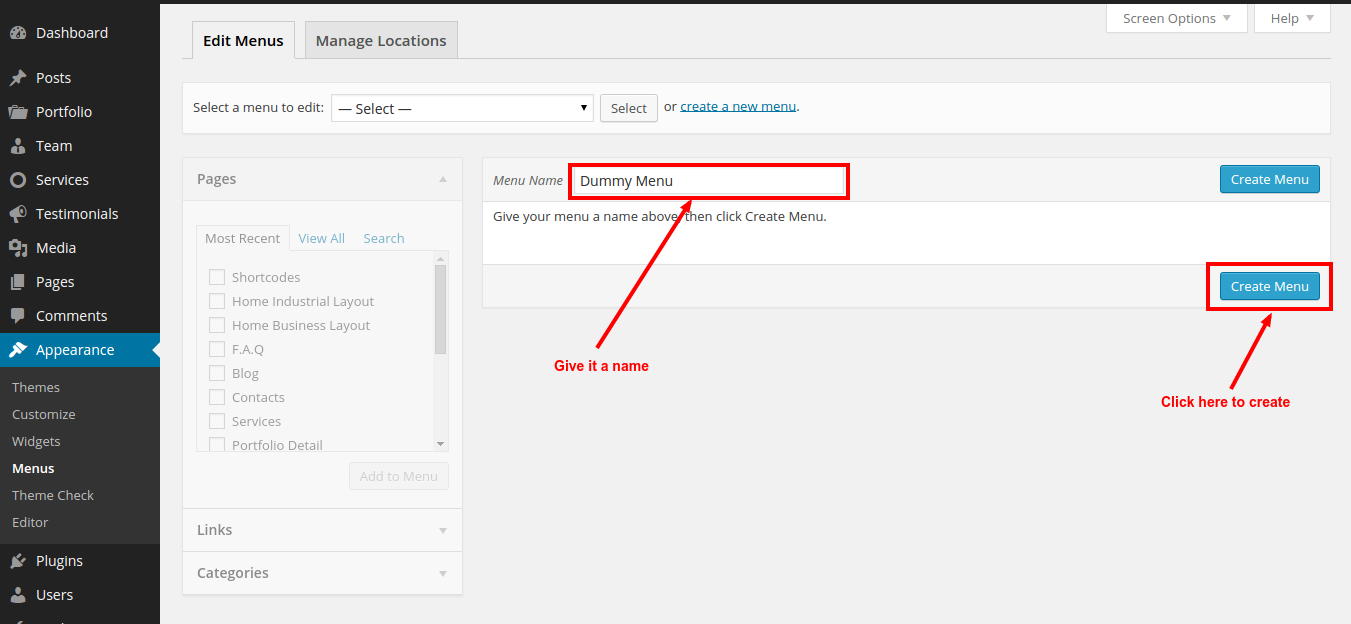 Dashboard
Posts
Portfolio
Team
Services
Testimonials
Media
Pages
Comments
Appearance
Themes
Customize
Widgets
Menus
Theme Check
Editor
Plugins
Users
Screen Options
Help
Edit Menus
Manage Locations
Select a menu to edit: — Select — Select or create a new menu.
Pages
Most Recent View All Search
Shortcodes
Home Industrial Layout
Home Business Layout
F.A.Q
Blog
Contacts
Services
Portfolio Detail
Add to Menu
Links
Categories
Menu Name Dummy Menu Create Menu
Give your menu a name above, then click Create Menu.
Create Menu
Give it a name
Click here to create